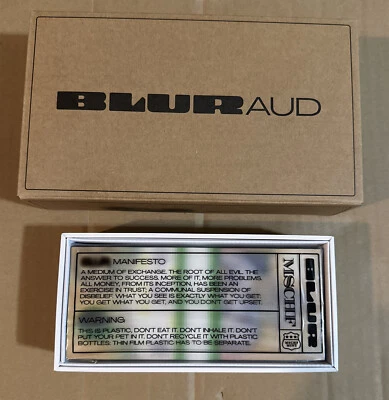 BLUR AUD
MANIFESTO
A MEDIUM OF EXCHANGE. THE ROOT OF ALL EVIL. THE
ANSWER TO SUCCESS. MORE OF IT, MORE PROBLEMS.
ALL MONEY, FROM ITS INCEPTION, HAS BEEN AN
EXERCISE IN TRUST; A COMMUNAL SUSPENSION OF
DISBELIEF. WHAT YOU SEE IS EXACTLY WHAT YOU GET.
YOU GET WHAT YOU GET, AND YOU DON'T GET UPSET.
WARNING
THIS IS PLASTIC, DON'T EAT IT. DON'T INHALE IT. DON'T
PUT YOUR PET IN IT. DON'T RECYCLE IT WITH PLASTIC
BOTTLES. THIN FILM PLASTIC HAS TO BE SEPARATE.
MSCHF
BLUR